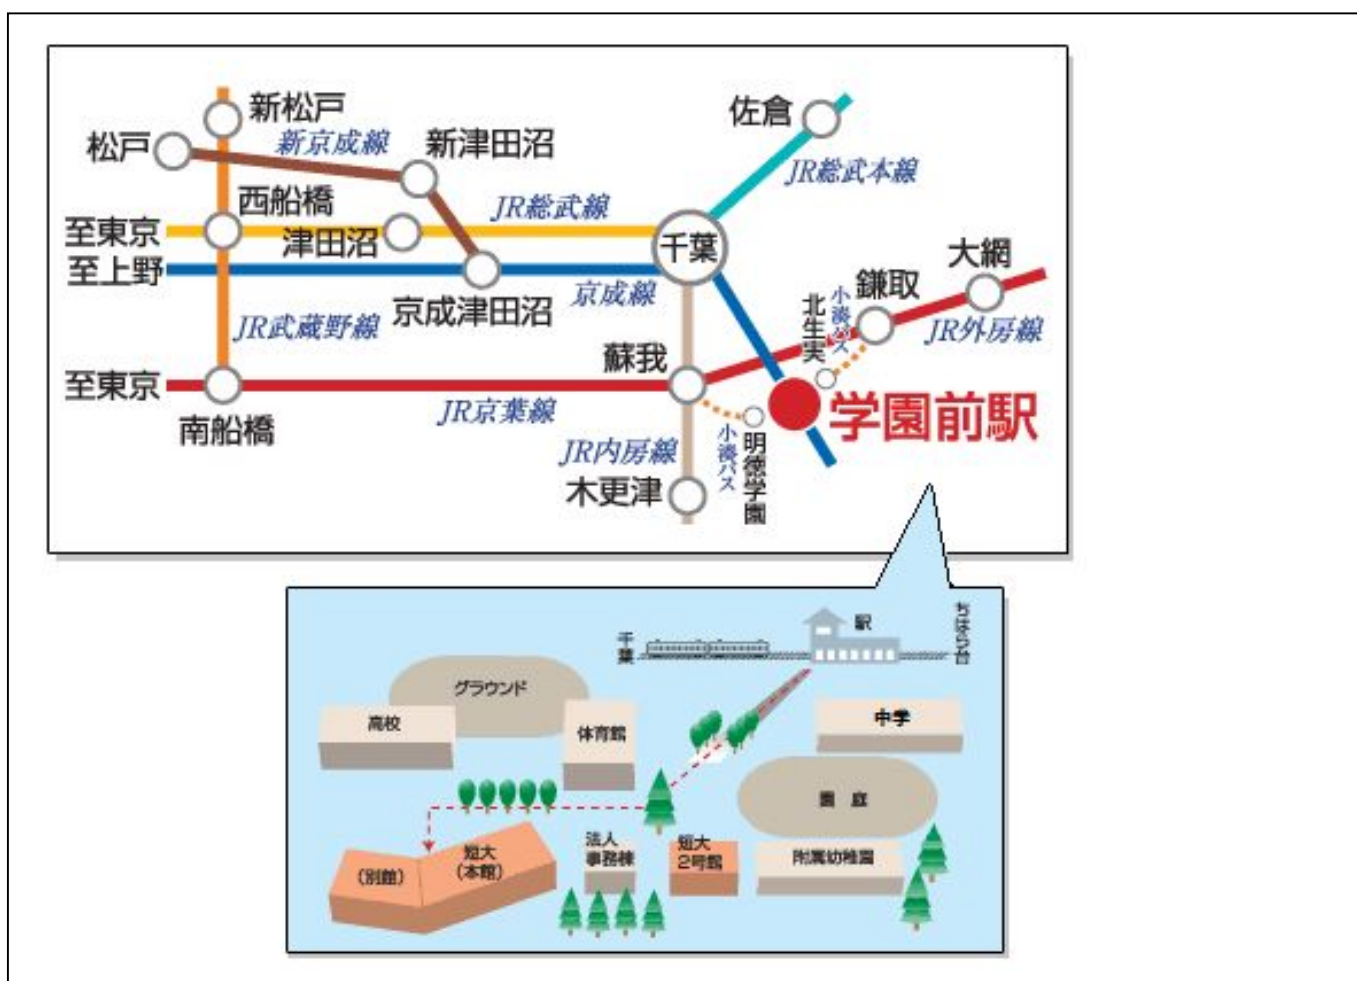 新松戸
松戸
新京成線
新津田沼
佐倉
JR総武本線
西船橋
JR総武線
至東京
津田沼
千葉
至上野
京成線
京成津田沼
JR武蔵野線
大網
鎌取
小湊バス
北生実
JR外房線
蘇我
至東京
JR京葉線
南船橋
学園前駅
JR内房線
小湊バス
明徳学園
木更津
千葉
駅
ちはら台
グラウンド
高校
体育館
中学
園庭
法人
事務棟
短大
2号館
附属幼稚園
(別館)
短大
(本館)